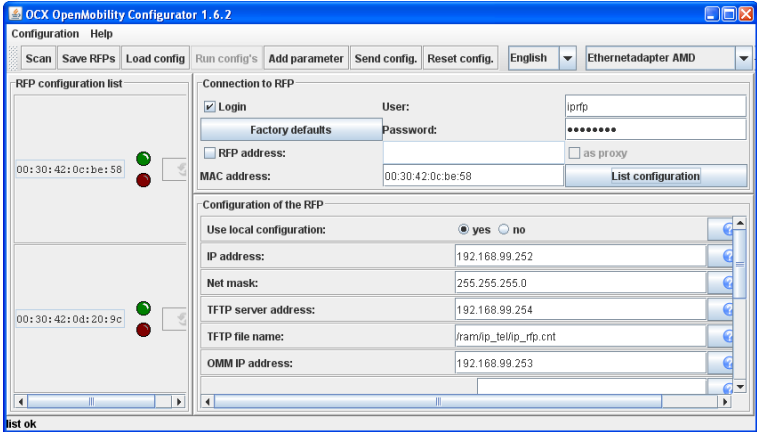 OCX OpenMobility Configurator 1.6.2
Configuration Help
Scan Save RFPs Load config Run config's Add parameter Send config. Reset config. English Ethernetadapter AMD
RFP configuration list
00:30:42:0c:be:58
00:30:42:0d:20:9c
Connection to RFP
Login User: iprfp
Factory defaults Password: ●●●●●●●●
RFP address: as proxy
MAC address: 00:30:42:0c:be:58 List configuration
Configuration of the RFP
Use local configuration: yes no
IP address: 192.168.99.252
Net mask: 255.255.255.0
TFTP server address: 192.168.99.254
TFTP file name: /ram/ip_tel/ip_rfp.cnt
OMM IP address: 192.168.99.253
list ok